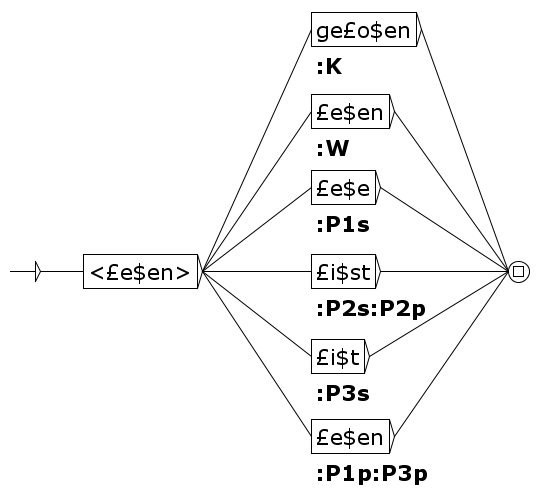 ge£o$en
:K
£e$en
:W
£e$e
:P1s
<£e$en>
£i$st
:P2s:P2p
£i$t
:P3s
£e$en
:P1p:P3p